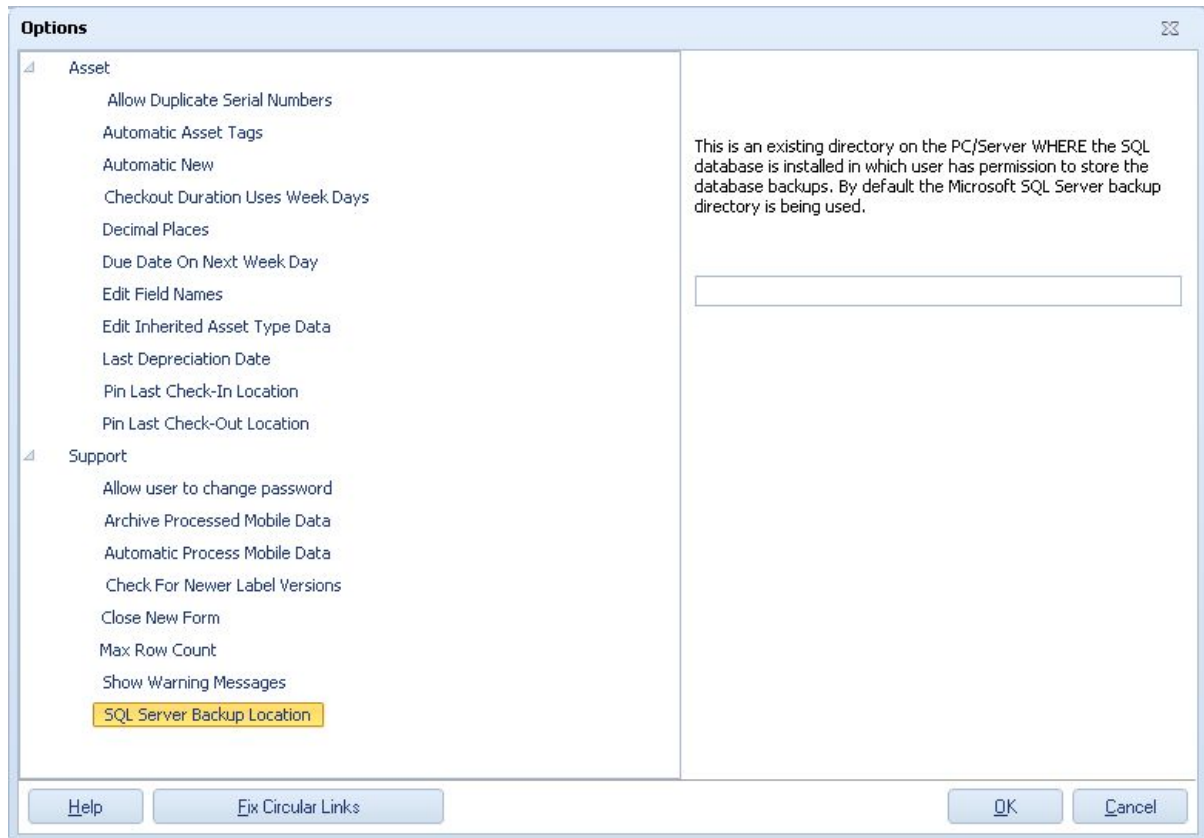 Options
Asset
Allow Duplicate Serial Numbers
Automatic Asset Tags
Automatic New
Checkout Duration Uses Week Days
Decimal Places
Due Date On Next Week Day
Edit Field Names
Edit Inherited Asset Type Data
Last Depreciation Date
Pin Last Check-In Location
Pin Last Check-Out Location
Support
Allow user to change password
Archive Processed Mobile Data
Automatic Process Mobile Data
Check For Newer Label Versions
Close New Form
Max Row Count
Show Warning Messages
SQL Server Backup Location
This is an existing directory on the PC/Server WHERE the SQL
database is installed in which user has permission to store the
database backups. By default the Microsoft SQL Server backup
directory is being used.
Help
Fix Circular Links
OK
Cancel